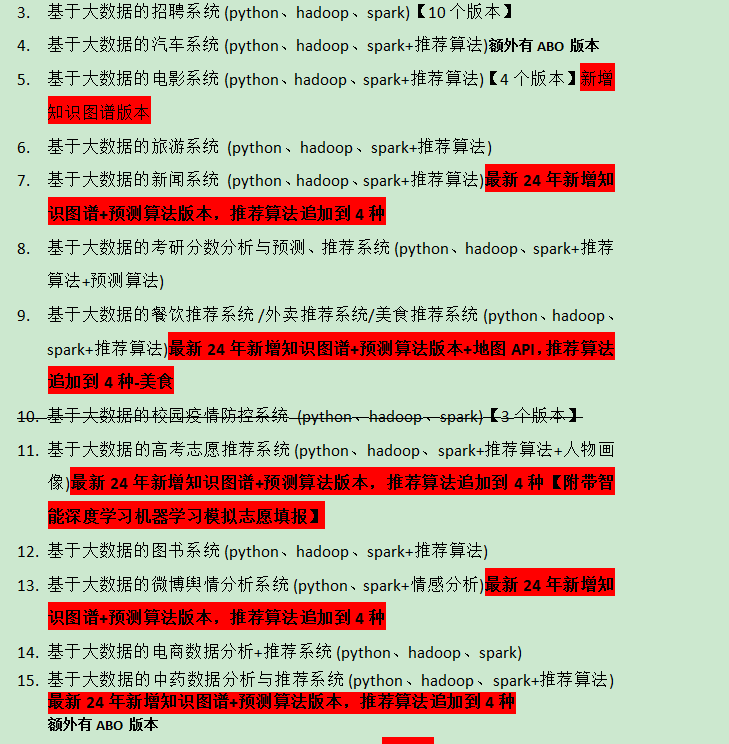 3. 基于大数据的招聘系统(python、hadoop、spark)【10个版本】
4. 基于大数据的汽车系统(python、hadoop、spark+推荐算法)额外有ABO版本
5. 基于大数据的电影系统(python、hadoop、spark+推荐算法)【4个版本】新增
知识图谱版本
6. 基于大数据的旅游系统 (python、hadoop、spark+推荐算法)
7. 基于大数据的新闻系统 (python、hadoop、spark+推荐算法)最新24年新增知
识图谱+预测算法版本，推荐算法追加到4种
8. 基于大数据的考研分数分析与预测、推荐系统(python、hadoop、spark+推荐
算法+预测算法)
9. 基于大数据的餐饮推荐系统/外卖推荐系统/美食推荐系统(python、hadoop、
spark+推荐算法)最新24年新增知识图谱+预测算法版本+地图API，推荐算法
追加到4种-美食
10. 基于大数据的校园疫情防控系统 (python、hadoop、spark)【3个版本】
11. 基于大数据的高考志愿推荐系统(python、hadoop、spark+推荐算法+人物画
像)最新24年新增知识图谱+预测算法版本，推荐算法追加到4种【附带智
能深度学习机器学习模拟志愿填报】
12. 基于大数据的图书系统(python、hadoop、spark+推荐算法)
13. 基于大数据的微博舆情分析系统(python、spark+情感分析)最新24年新增知
识图谱+预测算法版本，推荐算法追加到4种
14. 基于大数据的电商数据分析+推荐系统(python、hadoop、spark)
15. 基于大数据的中药数据分析与推荐系统(python、hadoop、spark+推荐算法)
最新24年新增知识图谱+预测算法版本，推荐算法追加到4种
额外有ABO版本